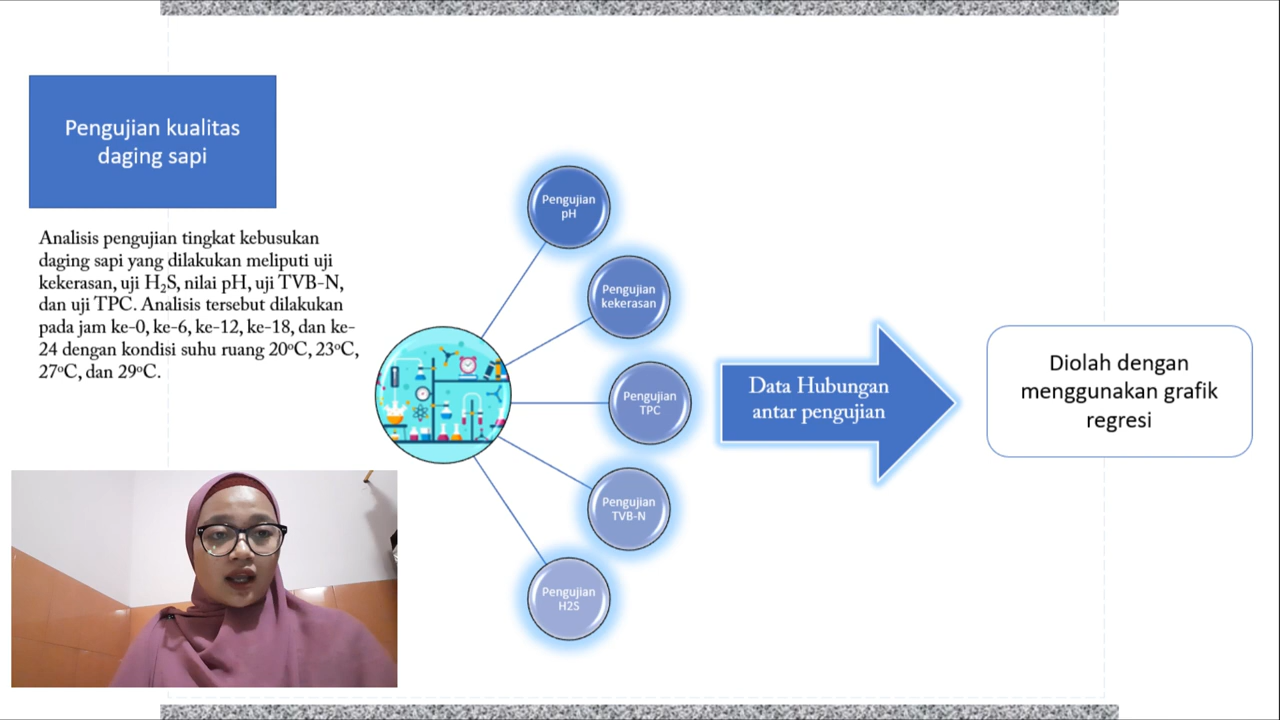 Pengujian kualitas
daging sapi
Analisis pengujian tingkat kebusukan
daging sapi yang dilakukan meliputi uji
kekerasan, uji H₂S, nilai pH, uji TVB-N,
dan uji TPC. Analisis tersebut dilakukan
pada jam ke-0, ke-6, ke-12, ke-18, dan ke-
24 dengan kondisi suhu ruang 20°C, 23°C,
27°C, dan 29°C.
Pengujian
pH
Pengujian
kekerasan
Pengujian
TPC
Pengujian
TVB-N
Pengujian
H2S
Data Hubungan
antar pengujian
Diolah dengan
menggunakan grafik
regresi